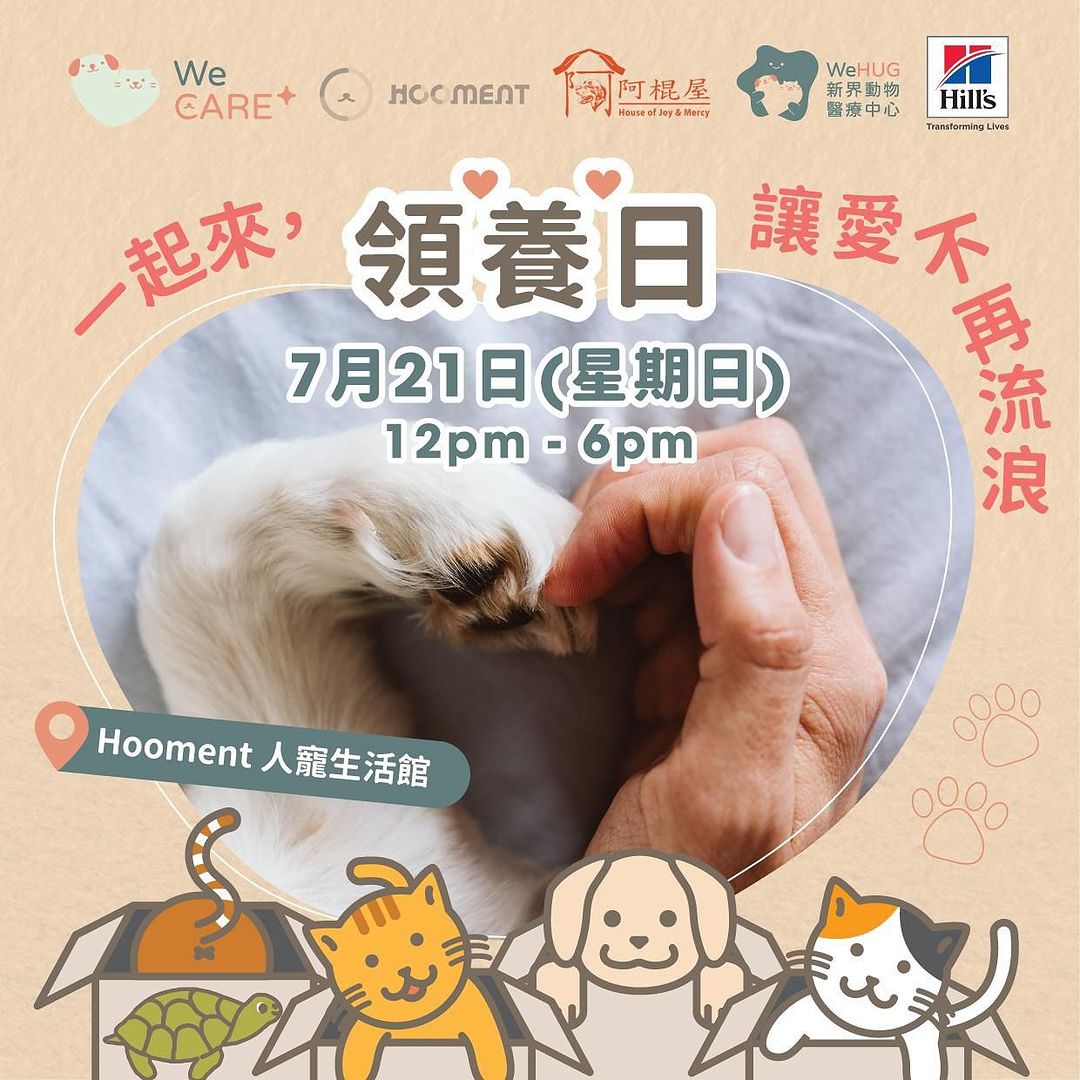 We
CARE
HOOMENT
阿棍屋
House of Joy & Mercy
WeHUG
新界動物
醫療中心
Hill's
Transforming Lives
一起來，
領養日
讓愛不再流浪
7月21日(星期日)
12pm - 6pm
Hooment 人寵生活館